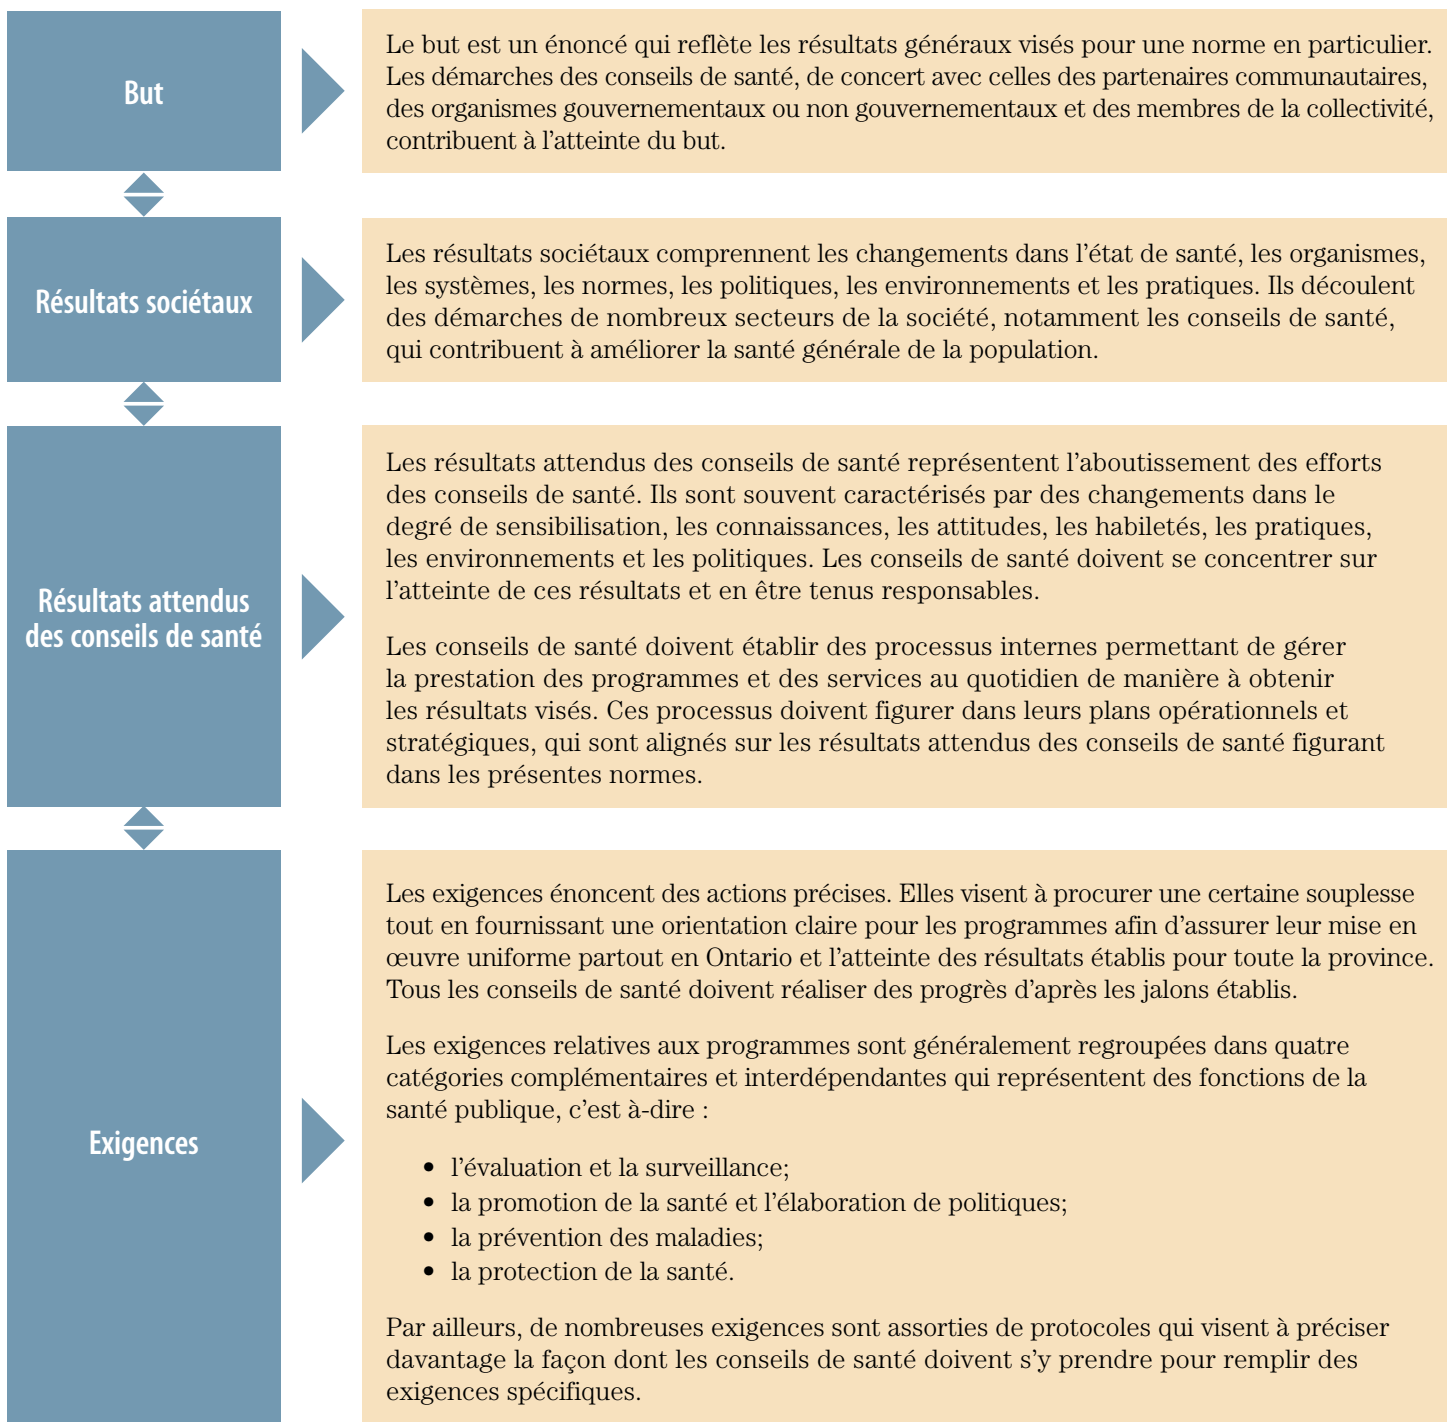 But
Le but est un énoncé qui reflète les résultats généraux visés pour une norme en particulier.
Les démarches des conseils de santé, de concert avec celles des partenaires communautaires,
des organismes gouvernementaux ou non gouvernementaux et des membres de la collectivité,
contribuent à l’atteinte du but.
Résultats sociétaux
Les résultats sociétaux comprennent les changements dans l’état de santé, les organismes,
les systèmes, les normes, les politiques, les environnements et les pratiques. Ils découlent
des démarches de nombreux secteurs de la société, notamment les conseils de santé,
qui contribuent à améliorer la santé générale de la population.
Résultats attendus
des conseils de santé
Les résultats attendus des conseils de santé représentent l’aboutissement des efforts
des conseils de santé. Ils sont souvent caractérisés par des changements dans le
degré de sensibilisation, les connaissances, les attitudes, les habiletés, les pratiques,
les environnements et les politiques. Les conseils de santé doivent se concentrer sur
l’atteinte de ces résultats et en être tenus responsables.
Les conseils de santé doivent établir des processus internes permettant de gérer
la prestation des programmes et des services au quotidien de manière à obtenir
les résultats visés. Ces processus doivent figurer dans leurs plans opérationnels et
stratégiques, qui sont alignés sur les résultats attendus des conseils de santé figurant
dans les présentes normes.
Exigences
Les exigences énoncent des actions précises. Elles visent à procurer une certaine souplesse
tout en fournissant une orientation claire pour les programmes afin d’assurer leur mise en
œuvre uniforme partout en Ontario et l’atteinte des résultats établis pour toute la province.
Tous les conseils de santé doivent réaliser des progrès d’après les jalons établis.
Les exigences relatives aux programmes sont généralement regroupées dans quatre
catégories complémentaires et interdépendantes qui représentent des fonctions de la
santé publique, c’est à-dire :
• l’évaluation et la surveillance;
• la promotion de la santé et l’élaboration de politiques;
• la prévention des maladies;
• la protection de la santé.
Par ailleurs, de nombreuses exigences sont assorties de protocoles qui visent à préciser
davantage la façon dont les conseils de santé doivent s’y prendre pour remplir des
exigences spécifiques.